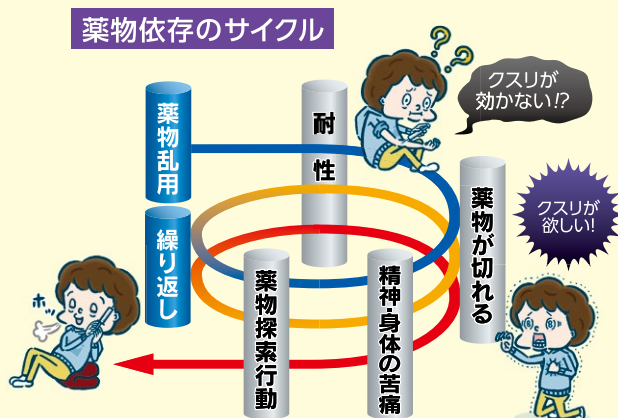 薬物依存のサイクル
クスリが
効かない!?
薬物乱用
耐性
クスリが
欲しい!
薬物が切れる
繰り返し
ホッ
薬物探索行動
精神・身体の苦痛